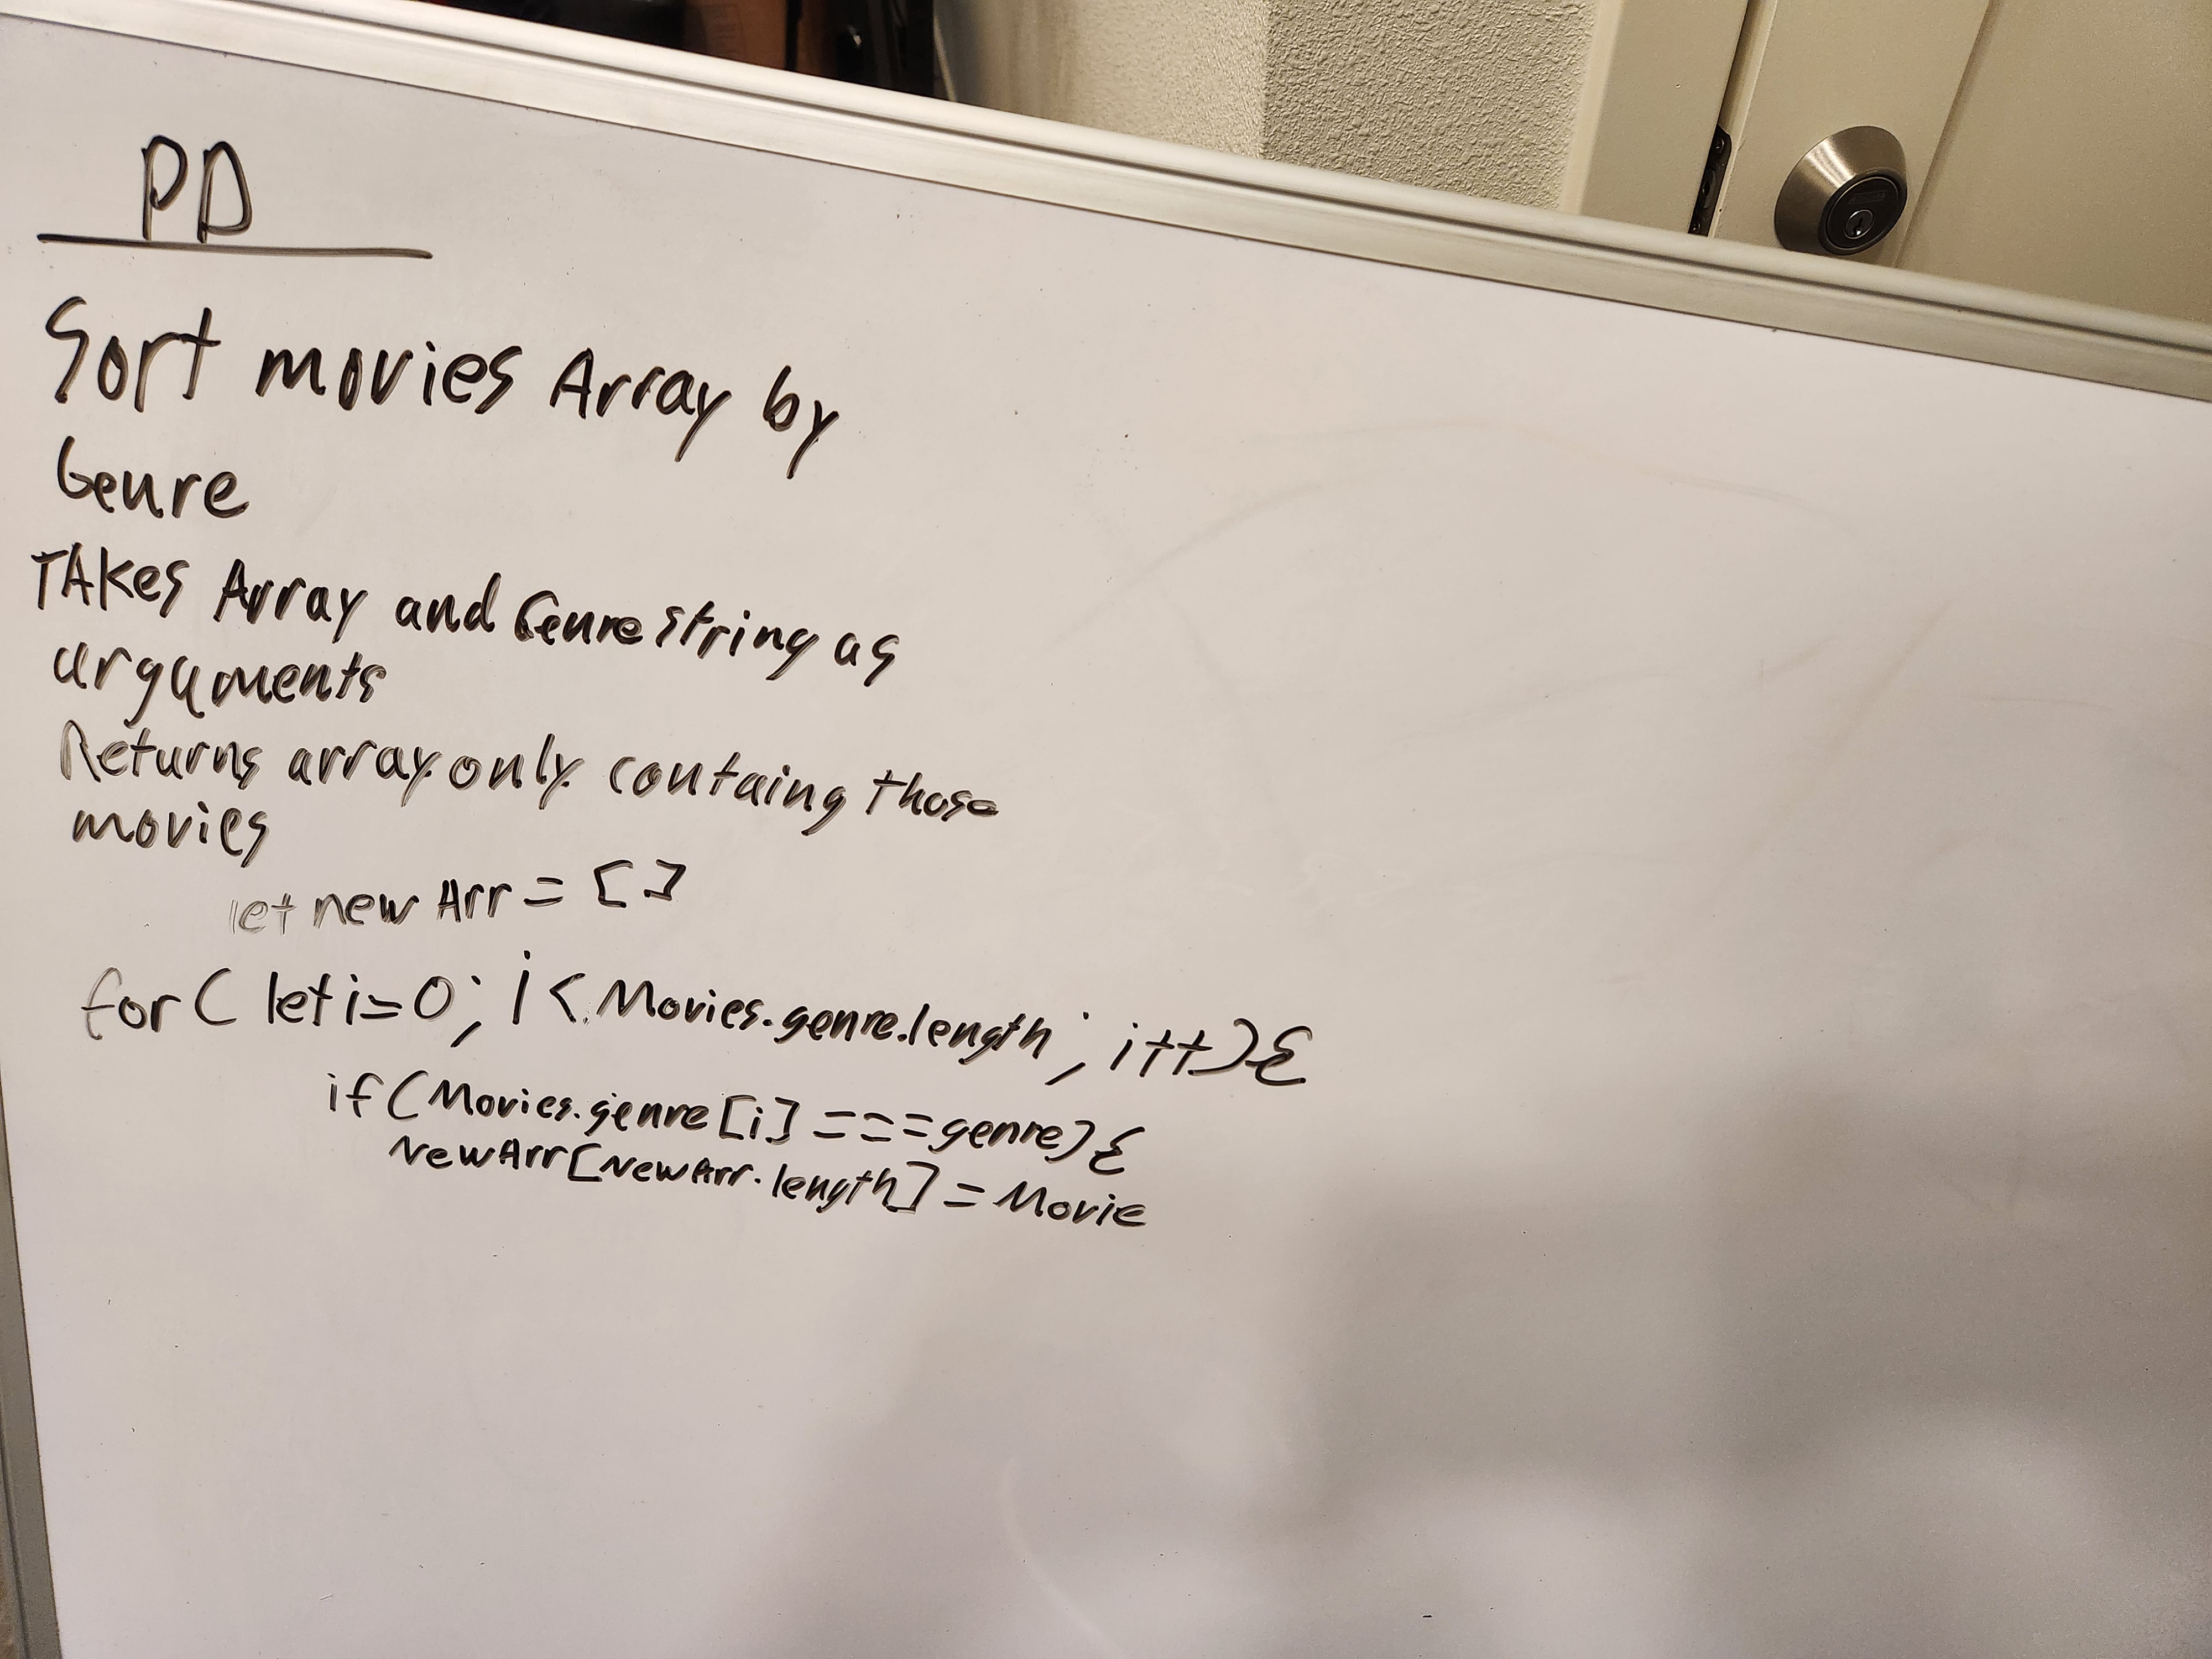 PD
Sort movies Array by
Genre
TAKes Array and Genre string as
arguments
Returns array only containg those
movies
let new Arr = []
for ( let i=0; i < Movies.genre.length; i++){
if (Movies.genre[i] === genre){
NewArr[NewArr.length] = Movie